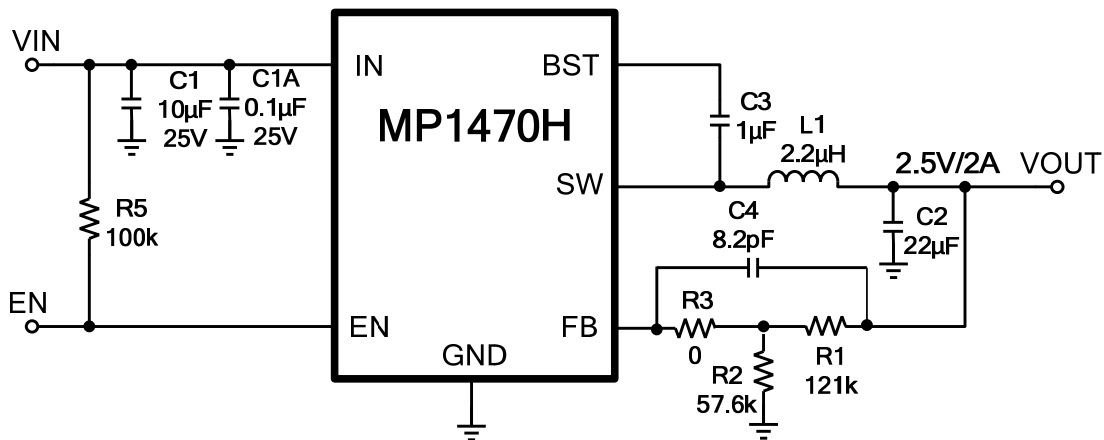 VIN
C1
10µF
25V
C1A
0.1µF
25V
R5
100k
EN
IN
BST
MP1470H
SW
EN
FB
GND
C3
1µF
L1
2.2µH
2.5V/2A
VOUT
C4
8.2pF
C2
22µF
R3
0
R2
57.6k
R1
121k